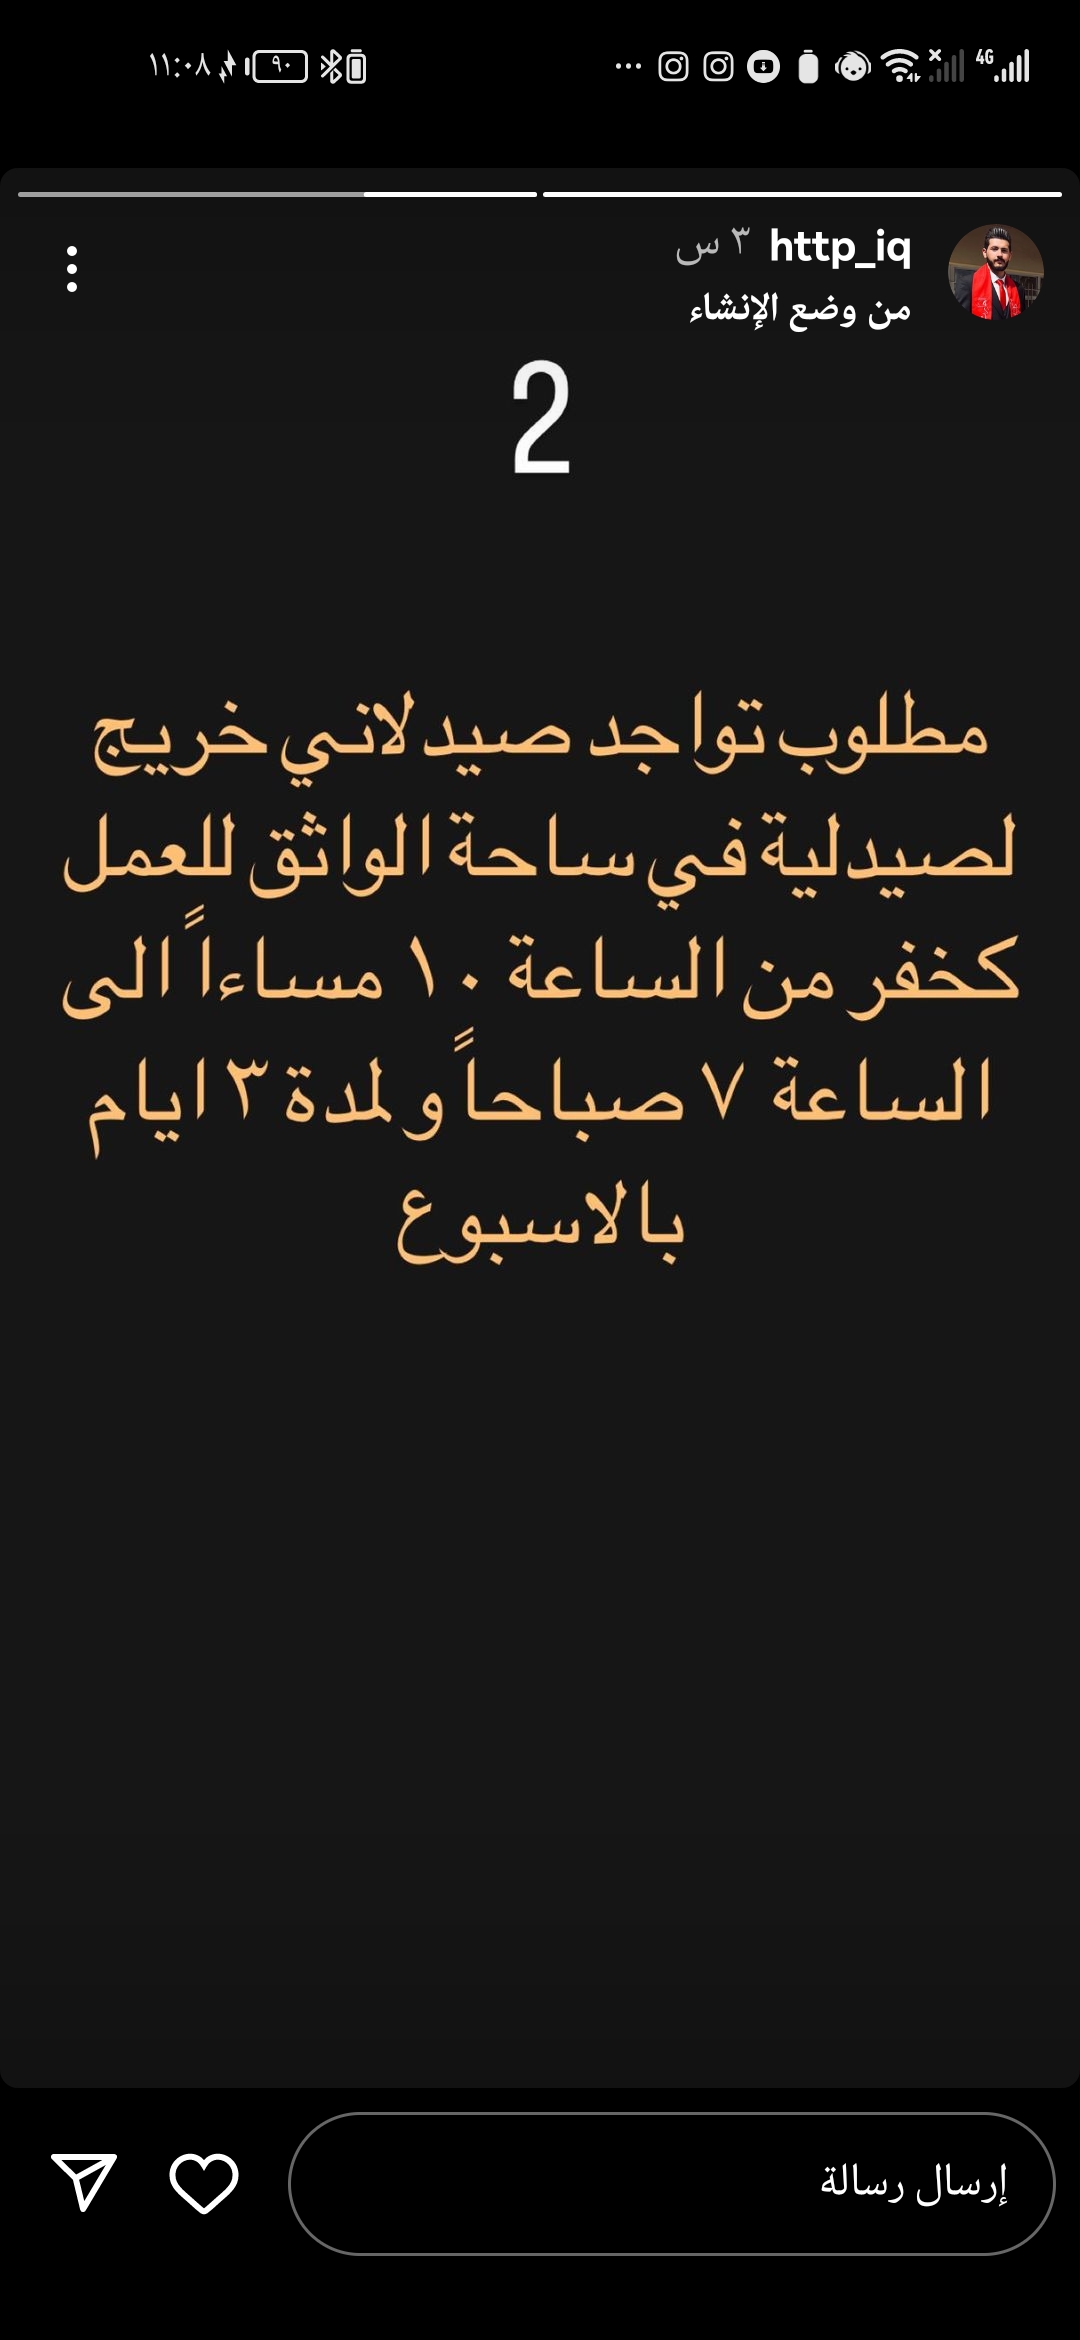 ١١:٠٨ ٩٠ 4G
http_iq ٣ س
من وضع الإنشاء
2
مطلوب تواجد صيدلاني خريج
لصيدلية في ساحة الواثق للعمل
كخفر من الساعة ١٠ مساءاً الى
الساعة ٧ صباحاً و لمدة ٣ ايام
بالاسبوع
إرسال رسالة